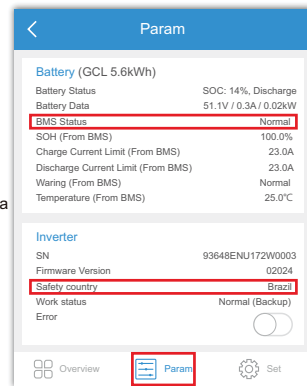 Param
Battery (GCL 5.6kWh)
Battery Status SOC: 14%, Discharge
Battery Data 51.1V / 0.3A / 0.02kW
BMS Status Normal
SOH (From BMS) 100.0%
Charge Current Limit (From BMS) 23.0A
Discharge Current Limit (From BMS) 23.0A
Waring (From BMS) Normal
Temperature (From BMS) 25.0℃
a
Inverter
SN 93648ENU172W0003
Firmware Version 02024
Safety country Brazil
Work status Normal (Backup)
Error
Overview Param Set